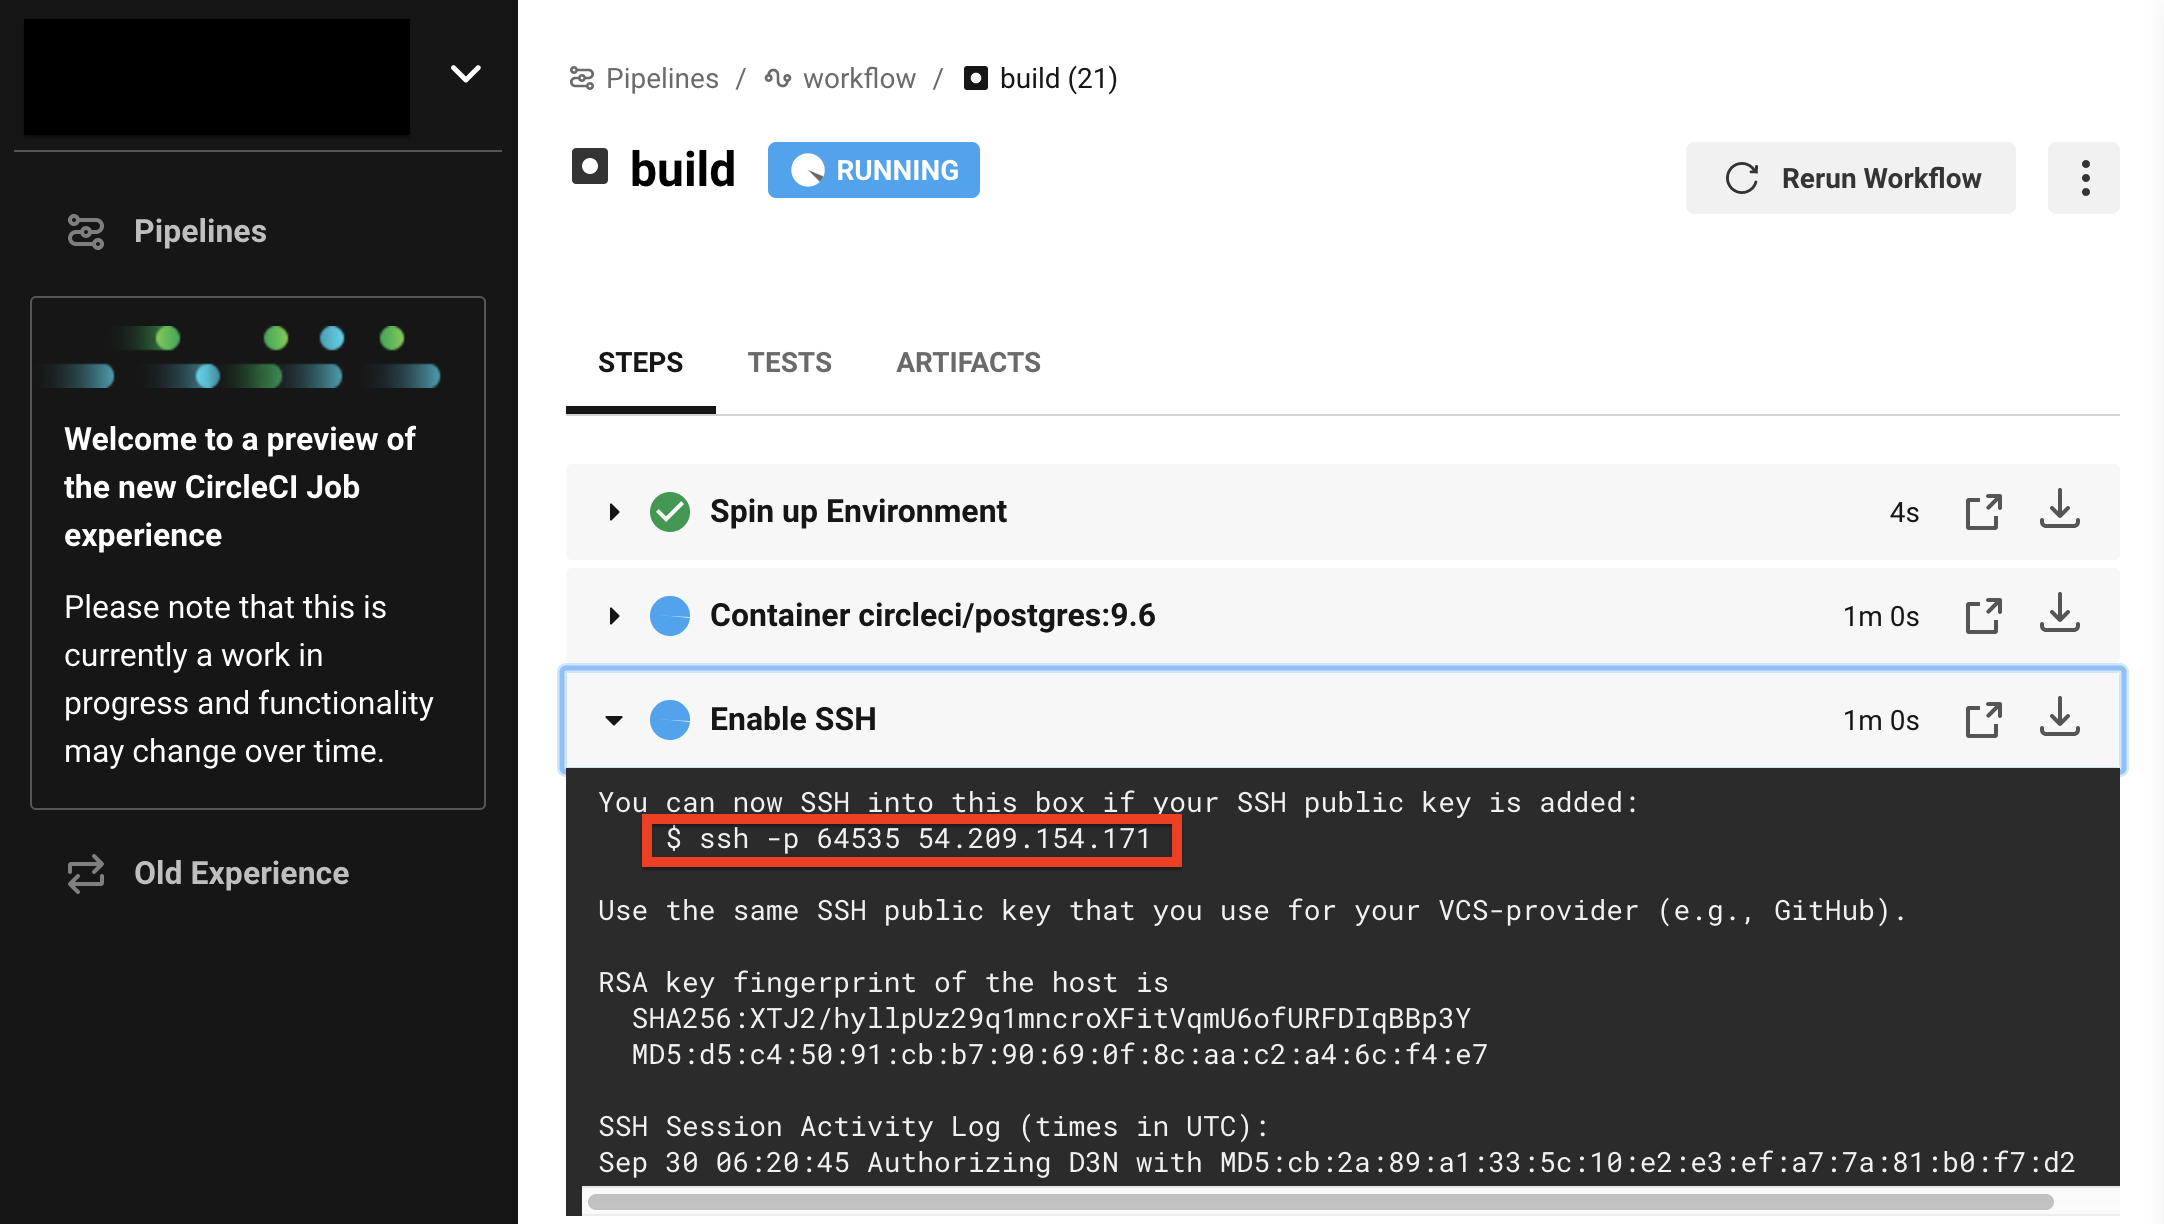 Pipelines / workflow / build (21)
build RUNNING
Rerun Workflow
Pipelines
Welcome to a preview of
the new CircleCI Job
experience
Please note that this is
currently a work in
progress and functionality
may change over time.
Old Experience
STEPS TESTS ARTIFACTS
Spin up Environment 4s
Container circleci/postgres:9.6 1m 0s
Enable SSH 1m 0s
You can now SSH into this box if your SSH public key is added:
$ ssh -p 64535 54.209.154.171
Use the same SSH public key that you use for your VCS-provider (e.g., GitHub).
RSA key fingerprint of the host is
SHA256:XTJ2/hyllpUz29q1mncroXFitVqmU6ofURFDIqBBp3Y
MD5:d5:c4:50:91:cb:b7:90:69:0f:8c:aa:c2:a4:6c:f4:e7
SSH Session Activity Log (times in UTC):
Sep 30 06:20:45 Authorizing D3N with MD5:cb:2a:89:a1:33:5c:10:e2:e3:ef:a7:7a:81:b0:f7:d2